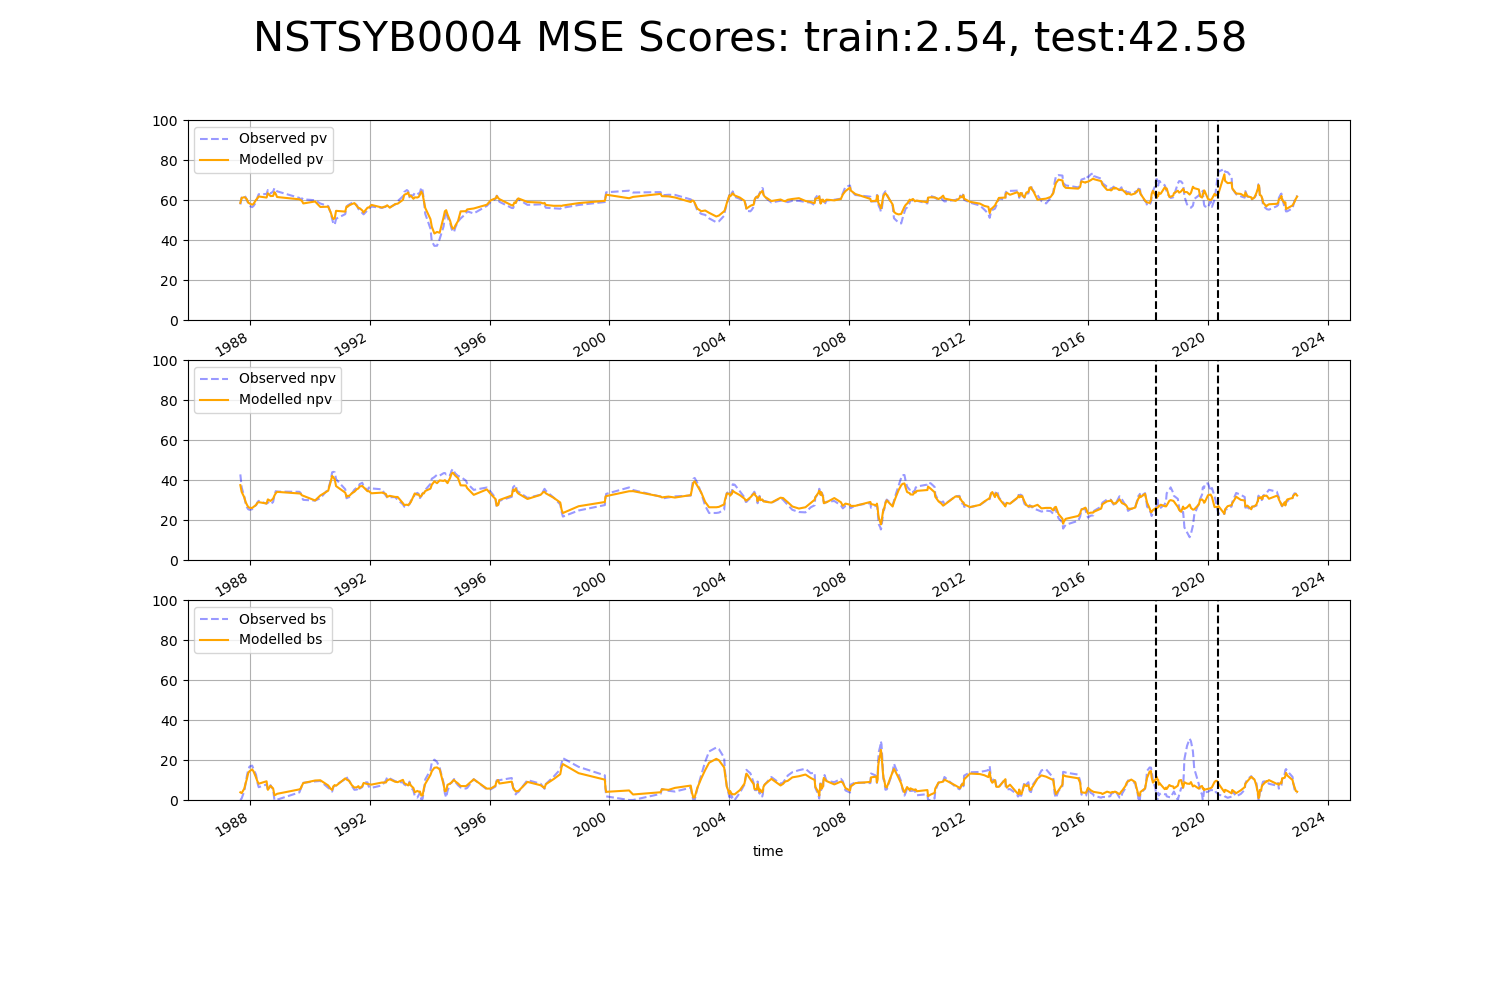 NSTSYB0004 MSE Scores: train:2.54, test:42.58
100
80
60
40
20
0
Observed pv
Modelled pv
1988 1992 1996 2000 2004 2008 2012 2016 2020 2024
100
80
60
40
20
0
Observed npv
Modelled npv
1988 1992 1996 2000 2004 2008 2012 2016 2020 2024
100
80
60
40
20
0
Observed bs
Modelled bs
1988 1992 1996 2000 2004 2008 2012 2016 2020 2024
time